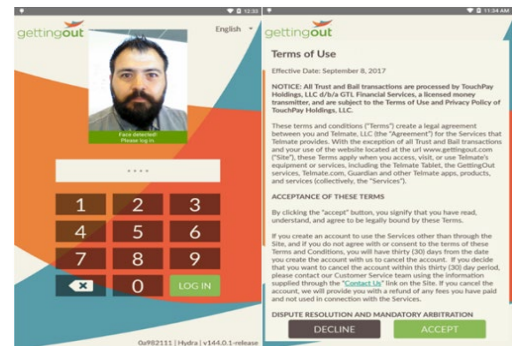 12:33
gettingout
English
Face detected!
Please log in.
* * * *
1 2 3
4 5 6
7 8 9
0 LOG IN
0a982111 | Hydra | v144.0.1-release
11:34 AM
gettingout
Terms of Use
Effective Date: September 8, 2017
NOTICE: All Trust and Bail transactions are processed by TouchPay
Holdings, LLC d/b/a GTL Financial Services, a licensed money
transmitter, and are subject to the Terms of Use and Privacy Policy of
TouchPay Holdings, LLC.
These terms and conditions ("Terms") create a legal agreement
between you and Telmate, LLC (the "Agreement") for the Services that
Telmate provides. With the exception of all Trust and Bail transactions
and your use of the website located at the url www.gettingout.com
("Site"), these Terms apply when you access, visit, or use Telmate's
equipment or services, including the Telmate Tablet, the GettingOut
services, Telmate.com, Guardian and other Telmate apps, products,
and services (collectively, the "Services").
ACCEPTANCE OF THESE TERMS
By clicking the "accept" button, you signify that you have read,
understand, and agree to be legally bound by these Terms.
If you create an account to use the Services other than through the
Site, and if you do not agree with or consent to the terms of these
Terms and Conditions, you will have thirty (30) days from the date
you create the account with us to cancel the account. If you decide
that you want to cancel the account within this thirty (30) day period,
please contact our Customer Service team using the information
supplied through the "Contact Us" link on the Site. If you cancel the
account, we will provide you with a refund of any fees you have paid
and not used in connection with the Services.
DISPUTE RESOLUTION AND MANDATORY ARBITRATION
DECLINE ACCEPT